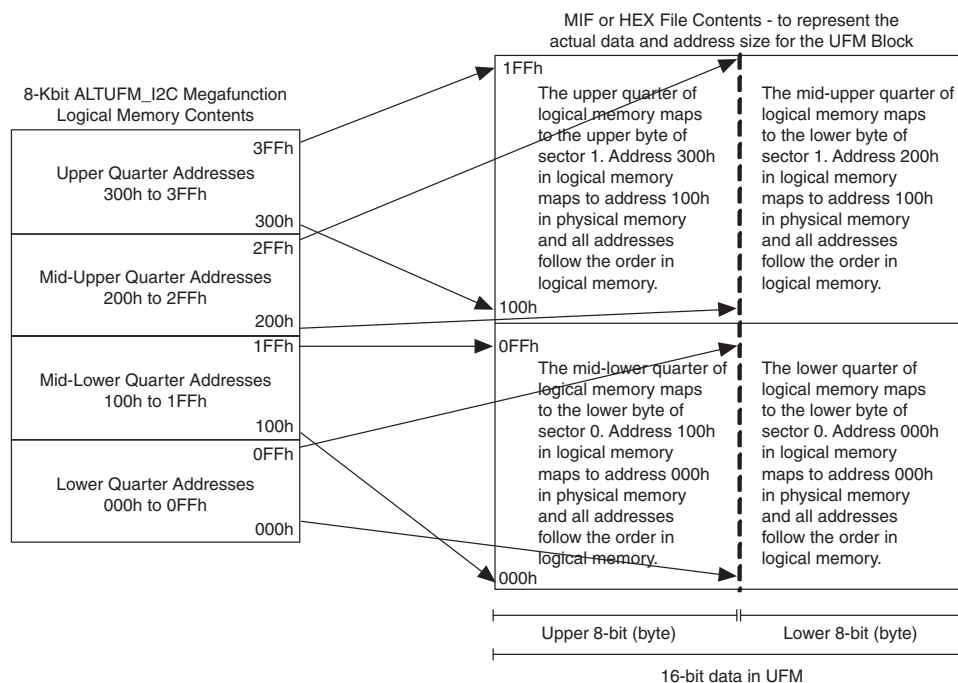 MIF or HEX File Contents - to represent the
actual data and address size for the UFM Block
8-Kbit ALTUFM_I2C Megafunction
Logical Memory Contents
3FFh
Upper Quarter Addresses
300h to 3FFh
300h
2FFh
Mid-Upper Quarter Addresses
200h to 2FFh
200h
1FFh
Mid-Lower Quarter Addresses
100h to 1FFh
100h
0FFh
Lower Quarter Addresses
000h to 0FFh
000h
1FFh
The upper quarter of
logical memory maps
to the upper byte of
sector 1. Address 300h
in logical memory
maps to address 100h
in physical memory
and all addresses
follow the order in
logical memory.
100h
The mid-upper quarter of
logical memory maps
to the lower byte of
sector 1. Address 200h
in logical memory
maps to address 100h
in physical memory
and all addresses
follow the order in
logical memory.
0FFh
The mid-lower quarter of
logical memory maps
to the lower byte of
sector 0. Address 100h
in logical memory
maps to address 000h
in physical memory
and all addresses
follow the order in
logical memory.
000h
The lower quarter of
logical memory maps
to the lower byte of
sector 0. Address 000h
in logical memory
maps to address 000h
in physical memory
and all addresses
follow the order in
logical memory.
Upper 8-bit (byte)
Lower 8-bit (byte)
16-bit data in UFM